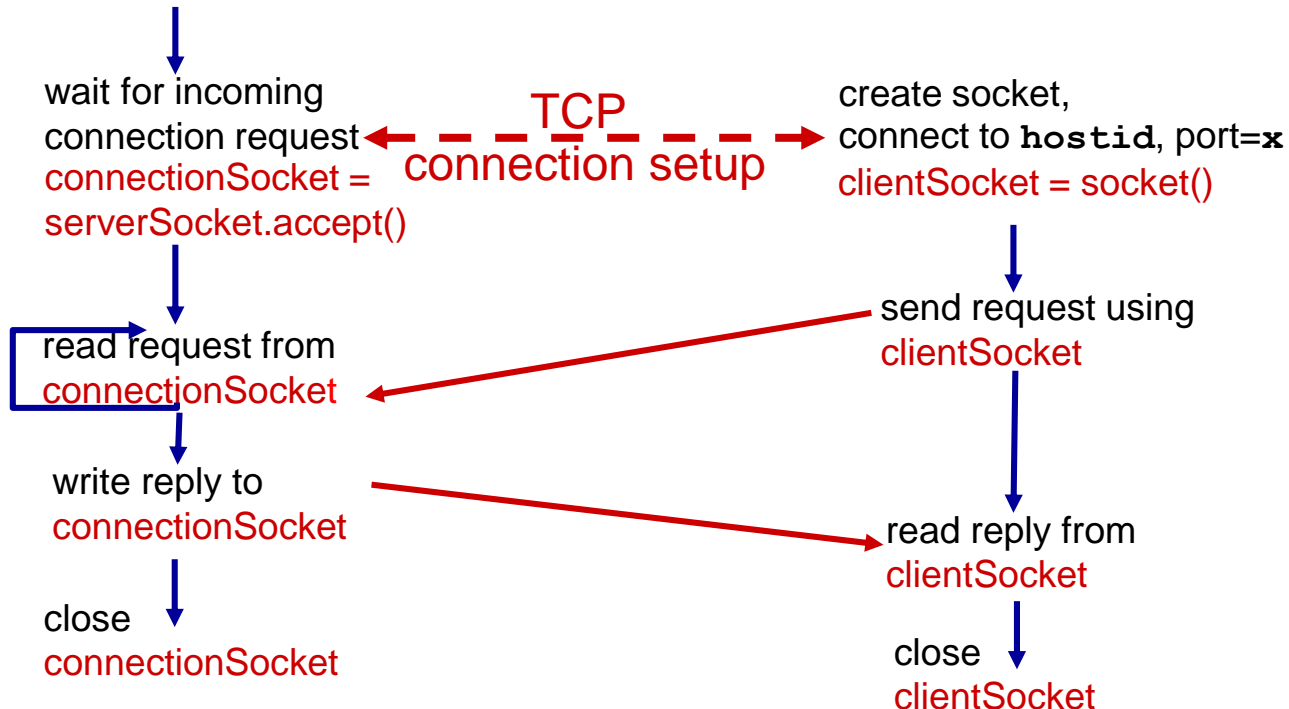 wait for incoming
connection request
connectionSocket =
serverSocket.accept()
TCP
connection setup
create socket,
connect to hostid, port=x
clientSocket = socket()
send request using
clientSocket
read request from
connectionSocket
write reply to
connectionSocket
read reply from
clientSocket
close
connectionSocket
close
clientSocket